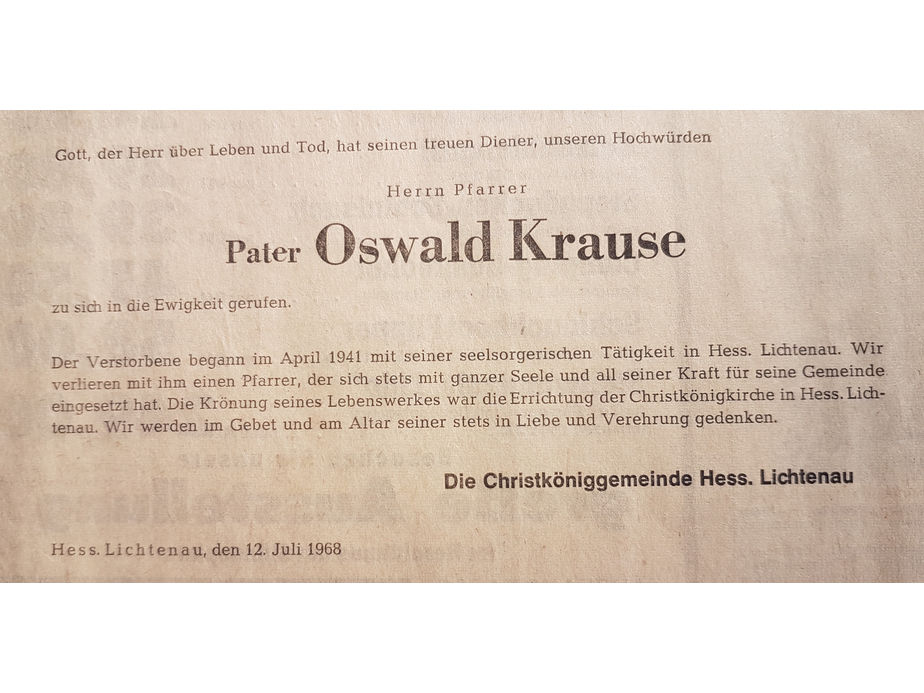 Gott, der Herr über Leben und Tod, hat seinen treuen Diener, unseren Hochwürden
Herrn Pfarrer
Pater Oswald Krause
zu sich in die Ewigkeit gerufen.
Der Verstorbene begann im April 1941 mit seiner seelsorgerischen Tätigkeit in Hess. Lichtenau. Wir
verlieren mit ihm einen Pfarrer, der sich stets mit ganzer Seele und all seiner Kraft für seine Gemeinde
eingesetzt hat. Die Krönung seines Lebenswerkes war die Errichtung der Christkönigkirche in Hess. Lich-
tenau. Wir werden im Gebet und am Altar seiner stets in Liebe und Verehrung gedenken.
Die Christköniggemeinde Hess. Lichtenau
Hess. Lichtenau, den 12. Juli 1968